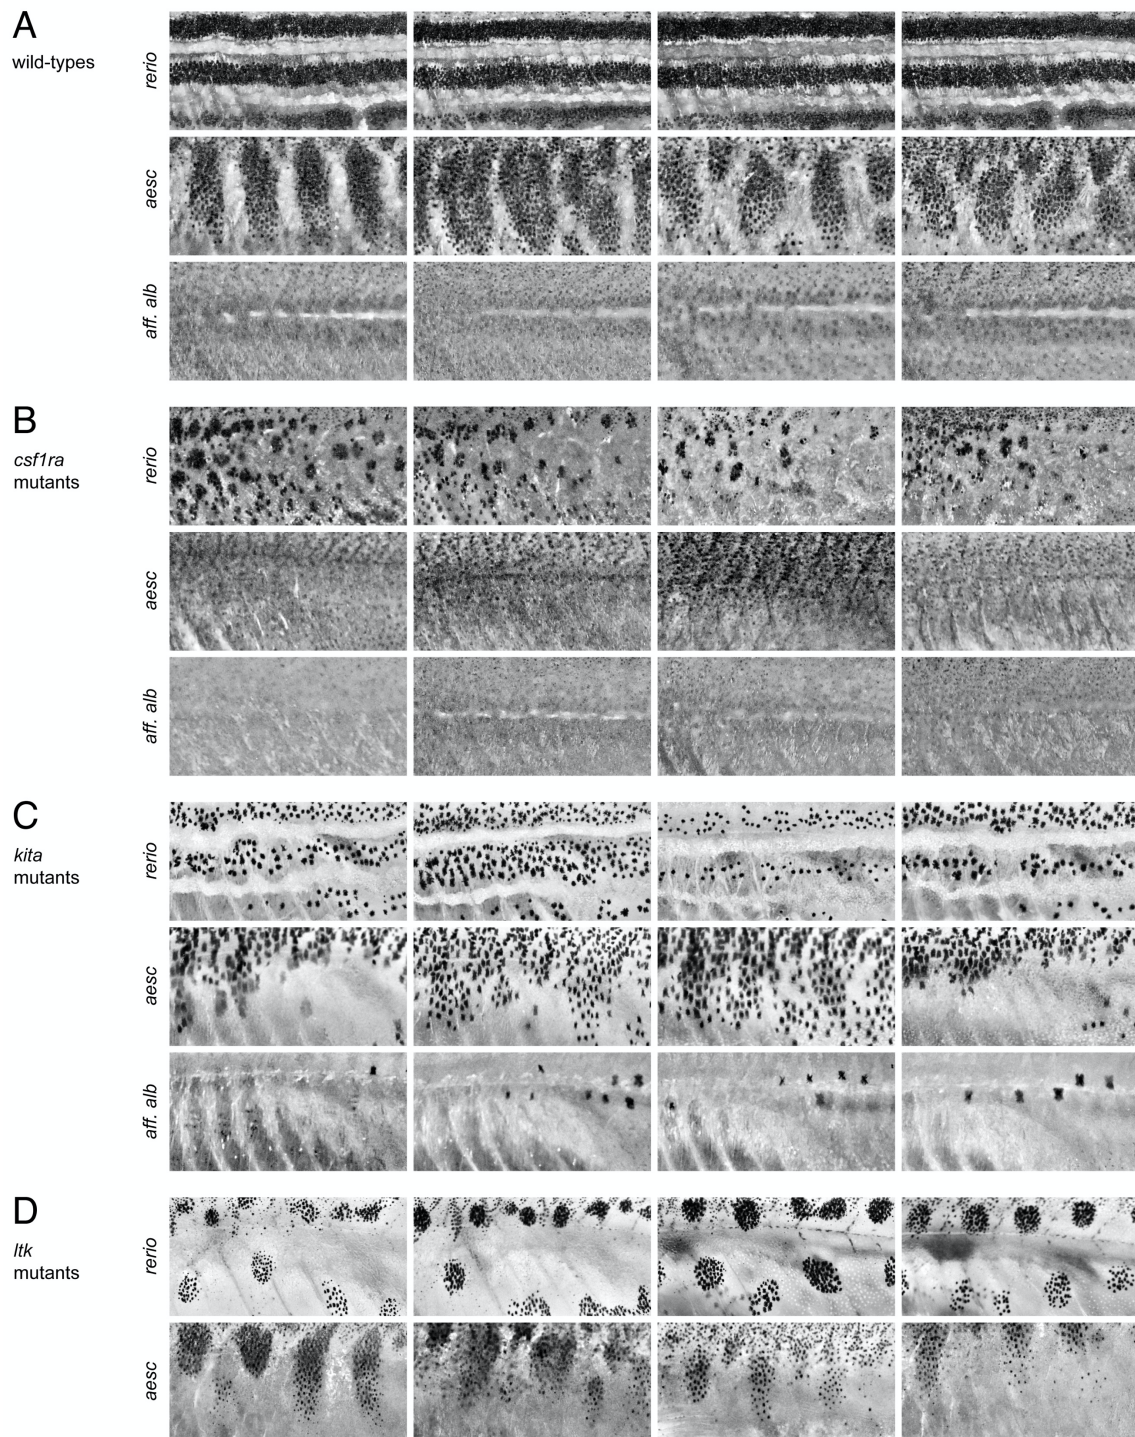 A
wild-types
rerio
aesc
aff. alb
B
csf1ra
mutants
rerio
aesc
aff. alb
C
kita
mutants
rerio
aesc
aff. alb
D
ltk
mutants
rerio
aesc